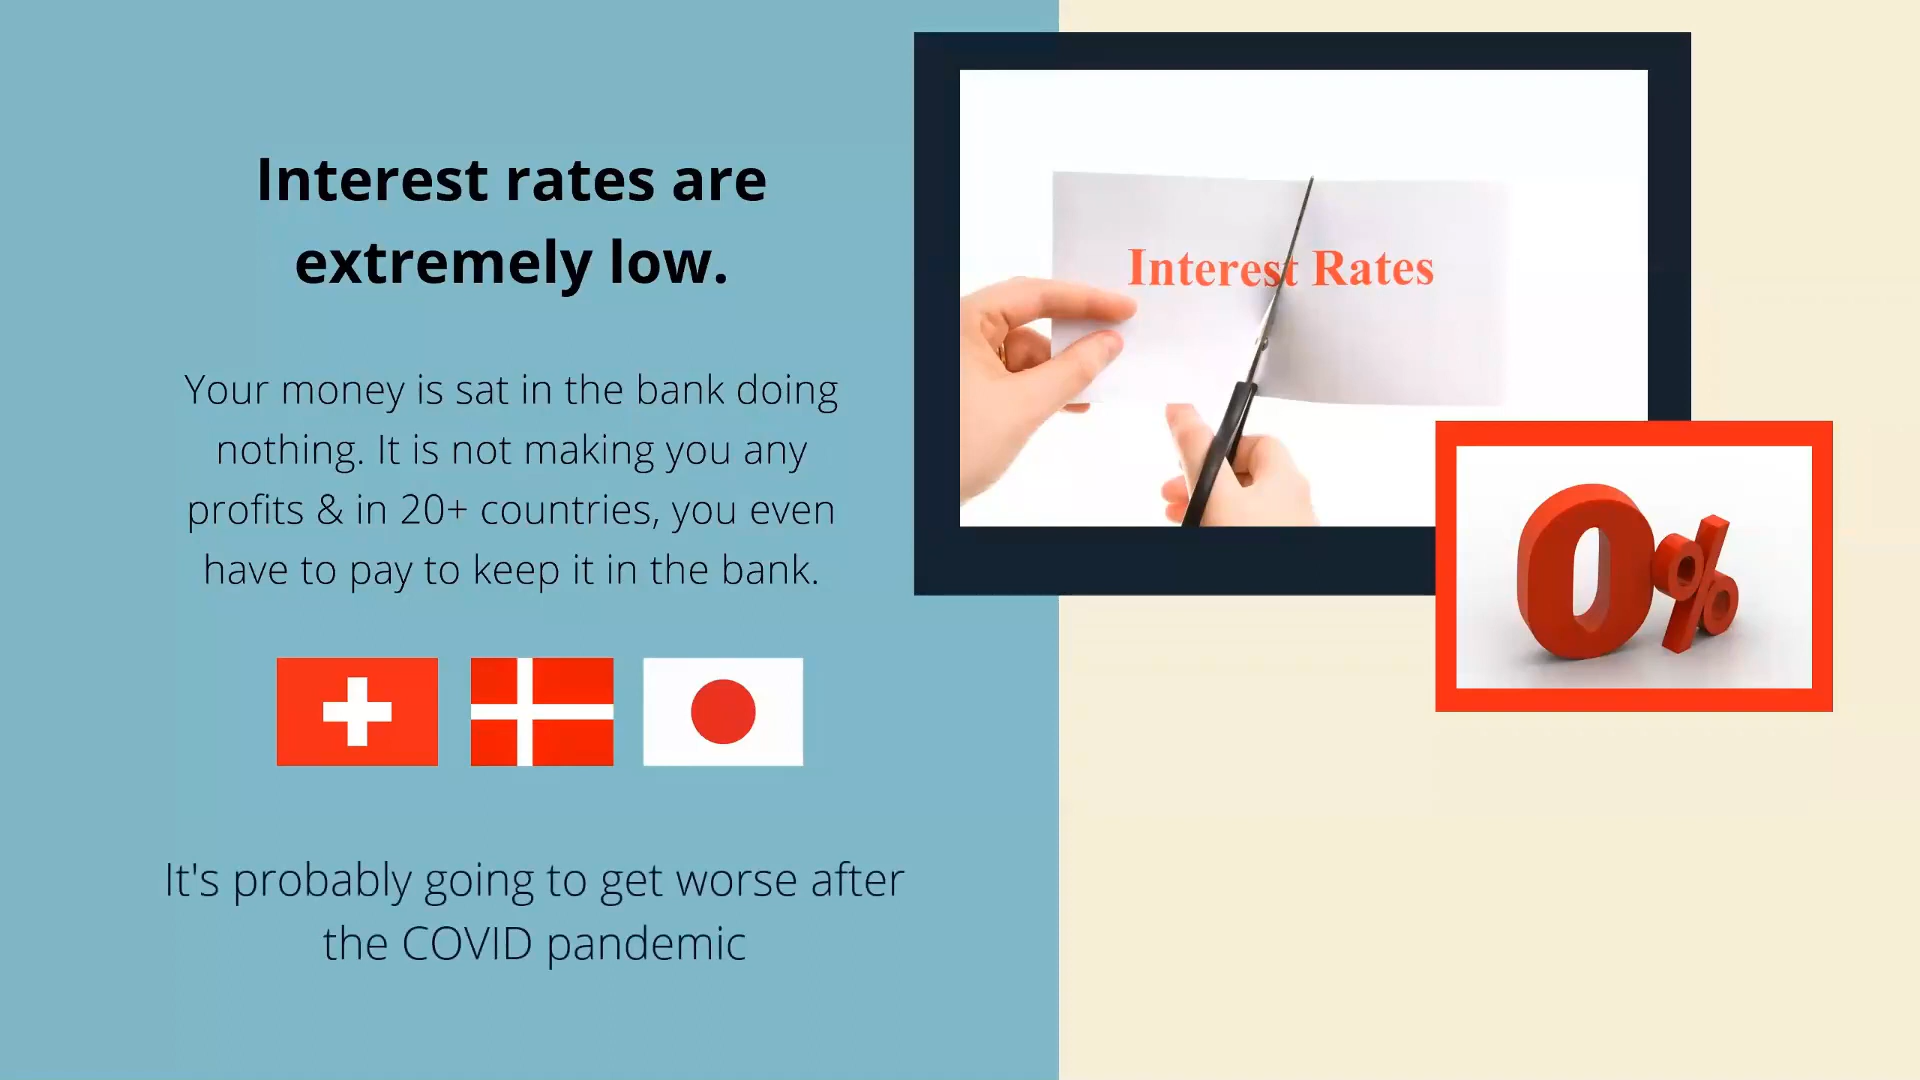 Interest rates are
extremely low.
Your money is sat in the bank doing
nothing. It is not making you any
profits & in 20+ countries, you even
have to pay to keep it in the bank.
It's probably going to get worse after
the COVID pandemic
Interest Rates
0%